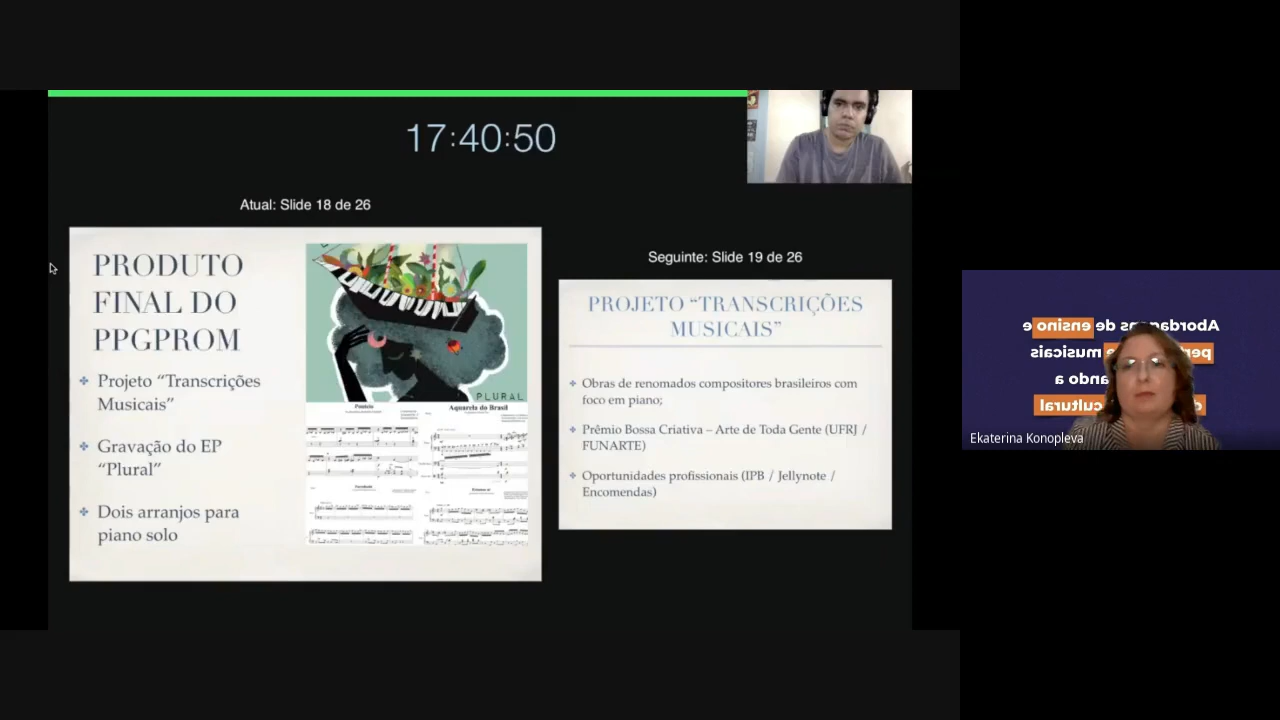 17:40:50
Atual: Slide 18 de 26
PRODUTO
FINAL DO
PPGPROM
Projeto “Transcrições
Musicais”
Gravação do EP
“Plural”
Dois arranjos para
piano solo
PLURAL
Ponteio
Aquarela do Brasil
Seguinte: Slide 19 de 26
PROJETO “TRANSCRIÇÕES
MUSICAIS”
Obras de renomados compositores brasileiros com
foco em piano;
Prêmio Bossa Criativa – Arte de Toda Gente (UFRJ /
FUNARTE)
Oportunidades profissionais (IPB / Jellynote /
Encomendas)
Abordagens de ensino e
musicais
ando a
cultural
Ekaterina Konopleva